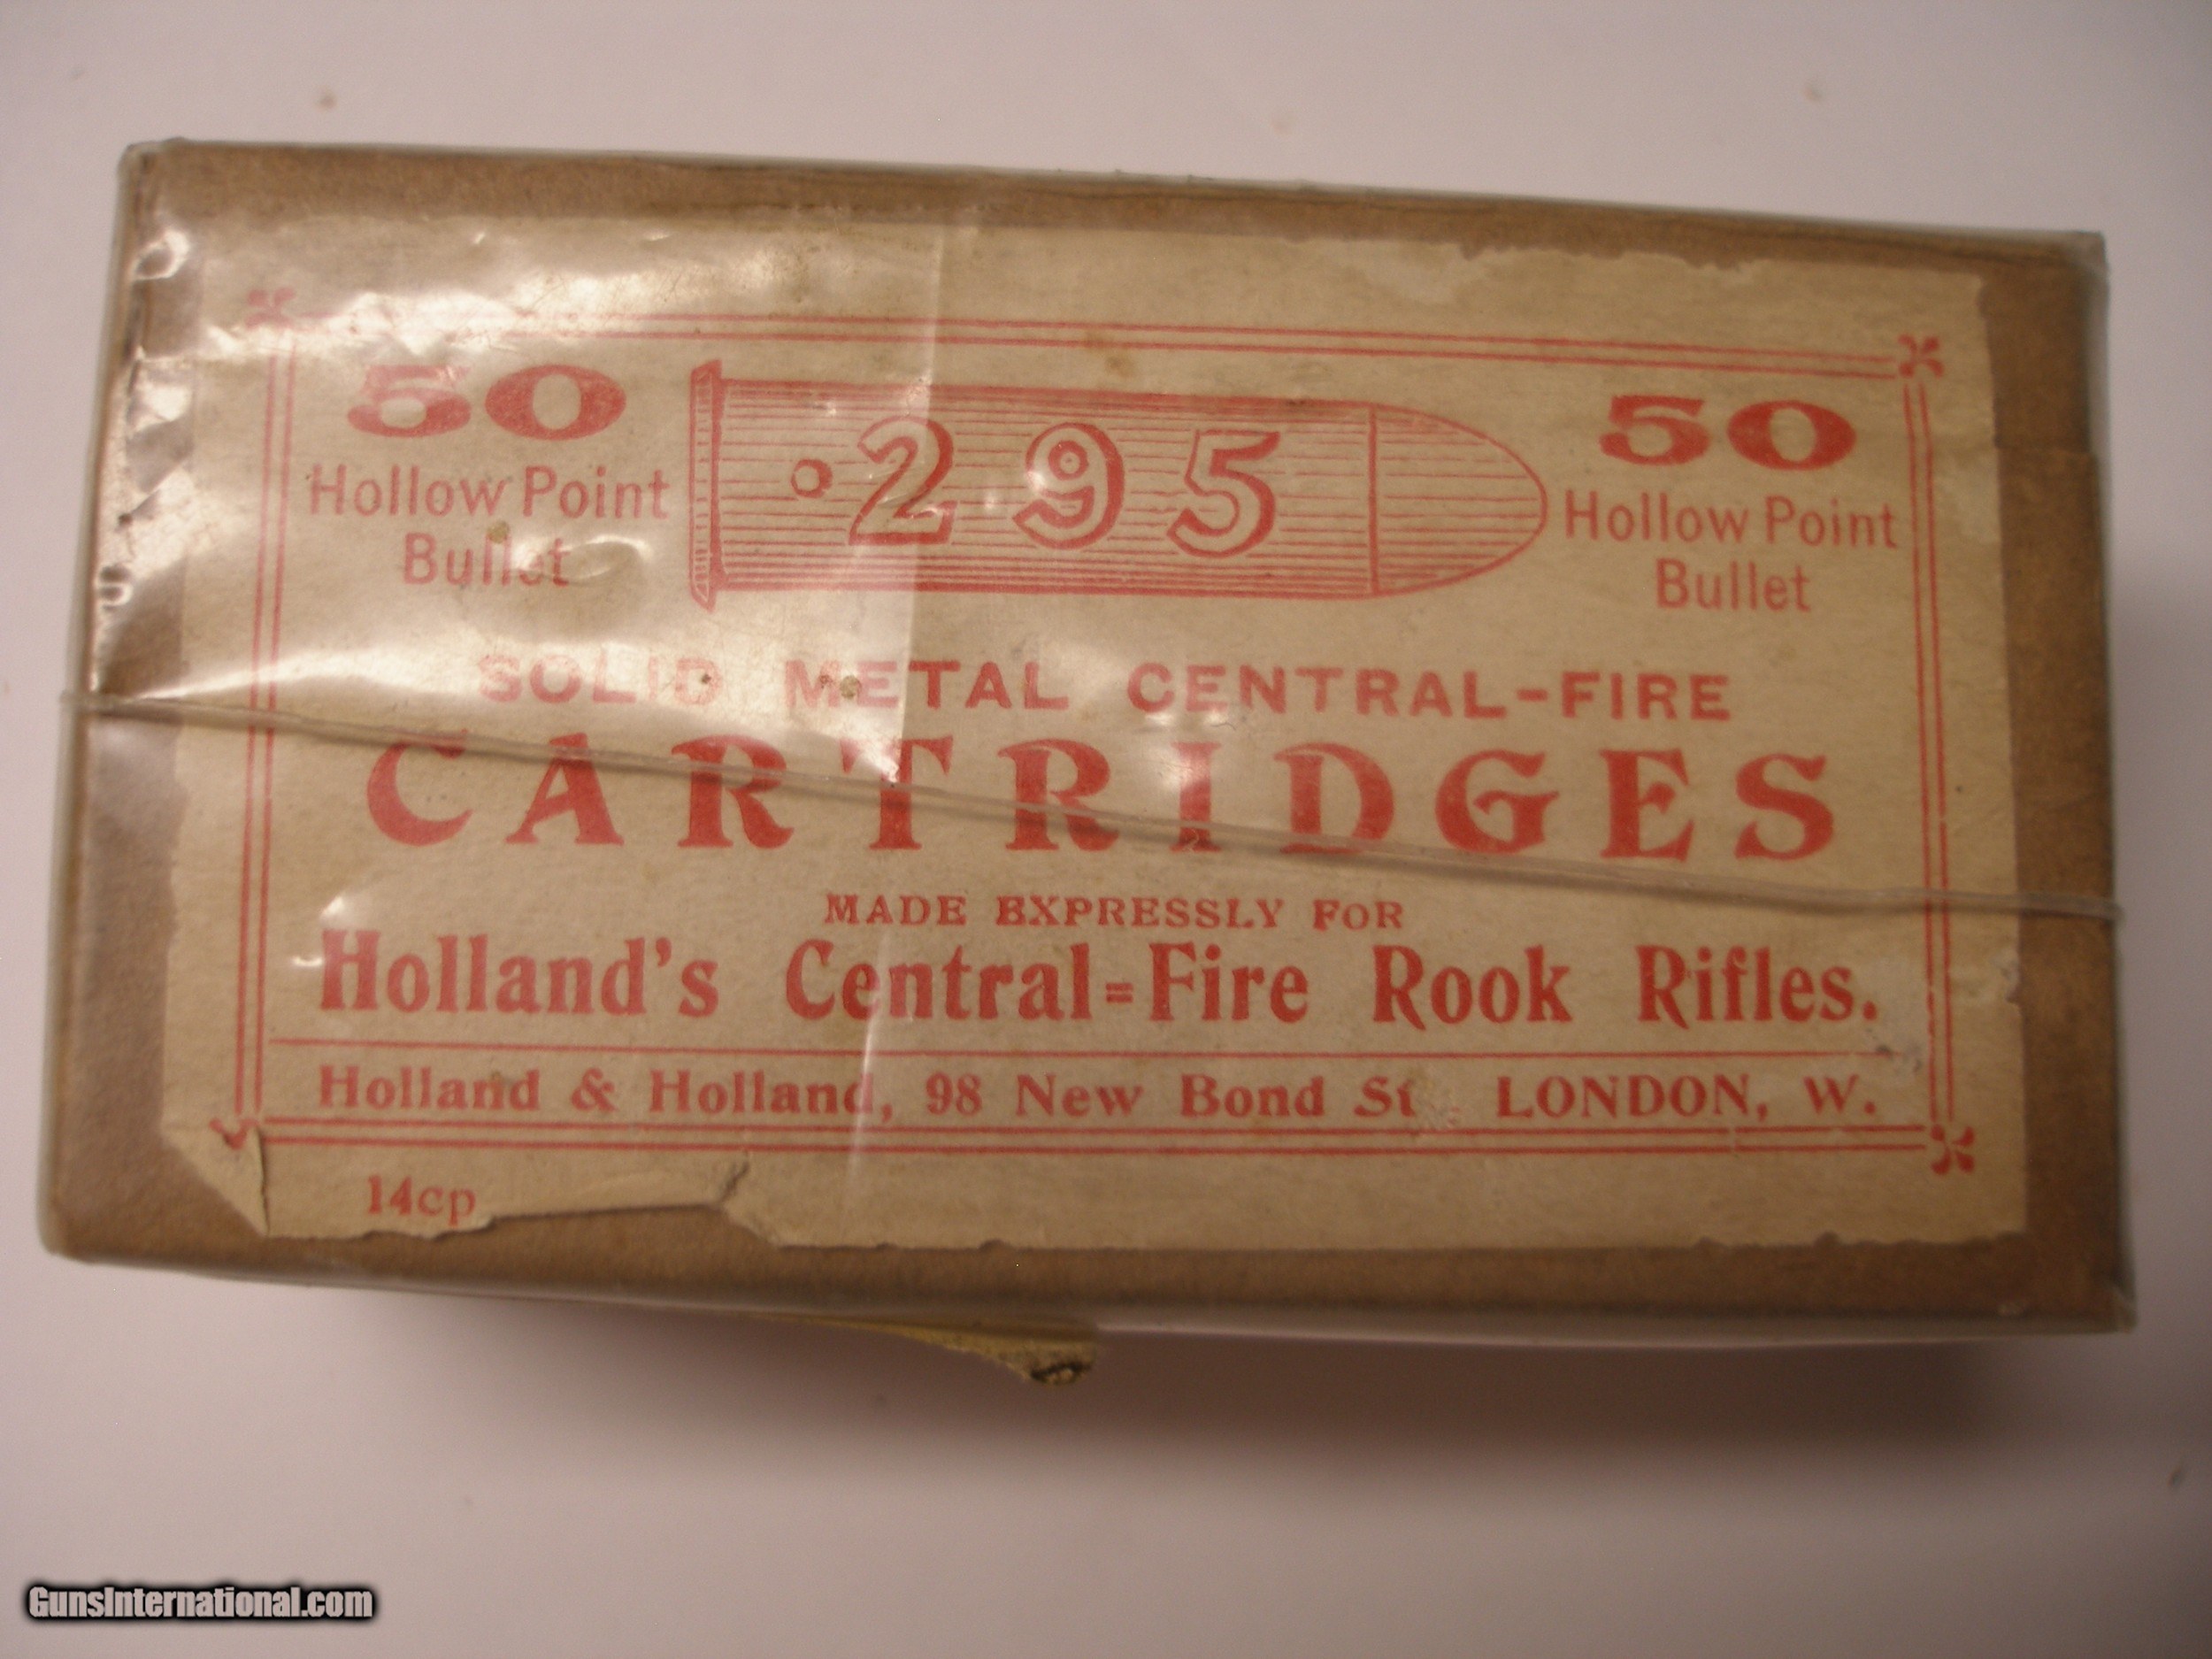 50
Hollow Point
Bullet
·295
50
Hollow Point
Bullet
SOLID METAL CENTRAL-FIRE
CARTRIDGES
MADE EXPRESSLY FOR
Holland's Central=Fire Rook Rifles.
Holland & Holland, 98 New Bond St., LONDON, W.
14cp
GunsInternational.com